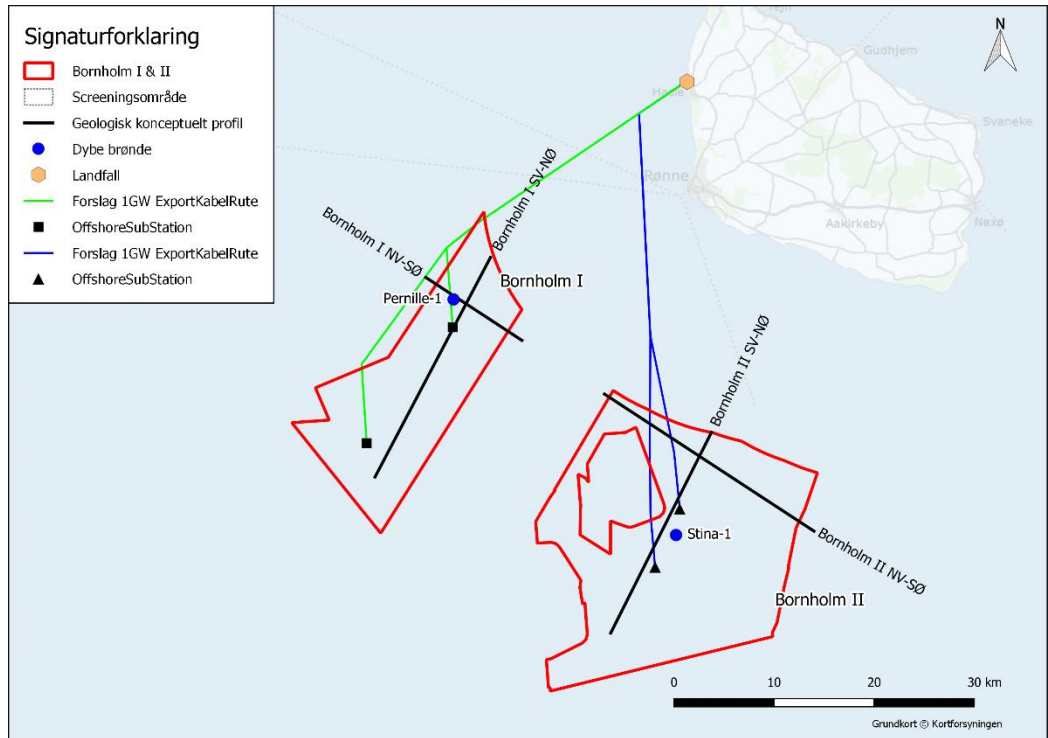 Signaturforklaring
Bornholm I & II
Screeningsområde
Geologisk konceptuelt profil
Dybe brønde
Landfall
Forslag 1GW ExportKabelRute
OffshoreSubStation
Forslag 1GW ExportKabelRute
OffshoreSubStation
N
Gudhjem
Hasle
Svaneke
Rønne
Aakirkeby
Nexø
Bornholm I SV-NØ
Bornholm I NV-SØ
Bornholm I
Pernille-1
Bornholm II SV-NØ
Stina-1
Bornholm II NV-SØ
Bornholm II
0 10 20 30 km
Grundkort © Kortforsyningen